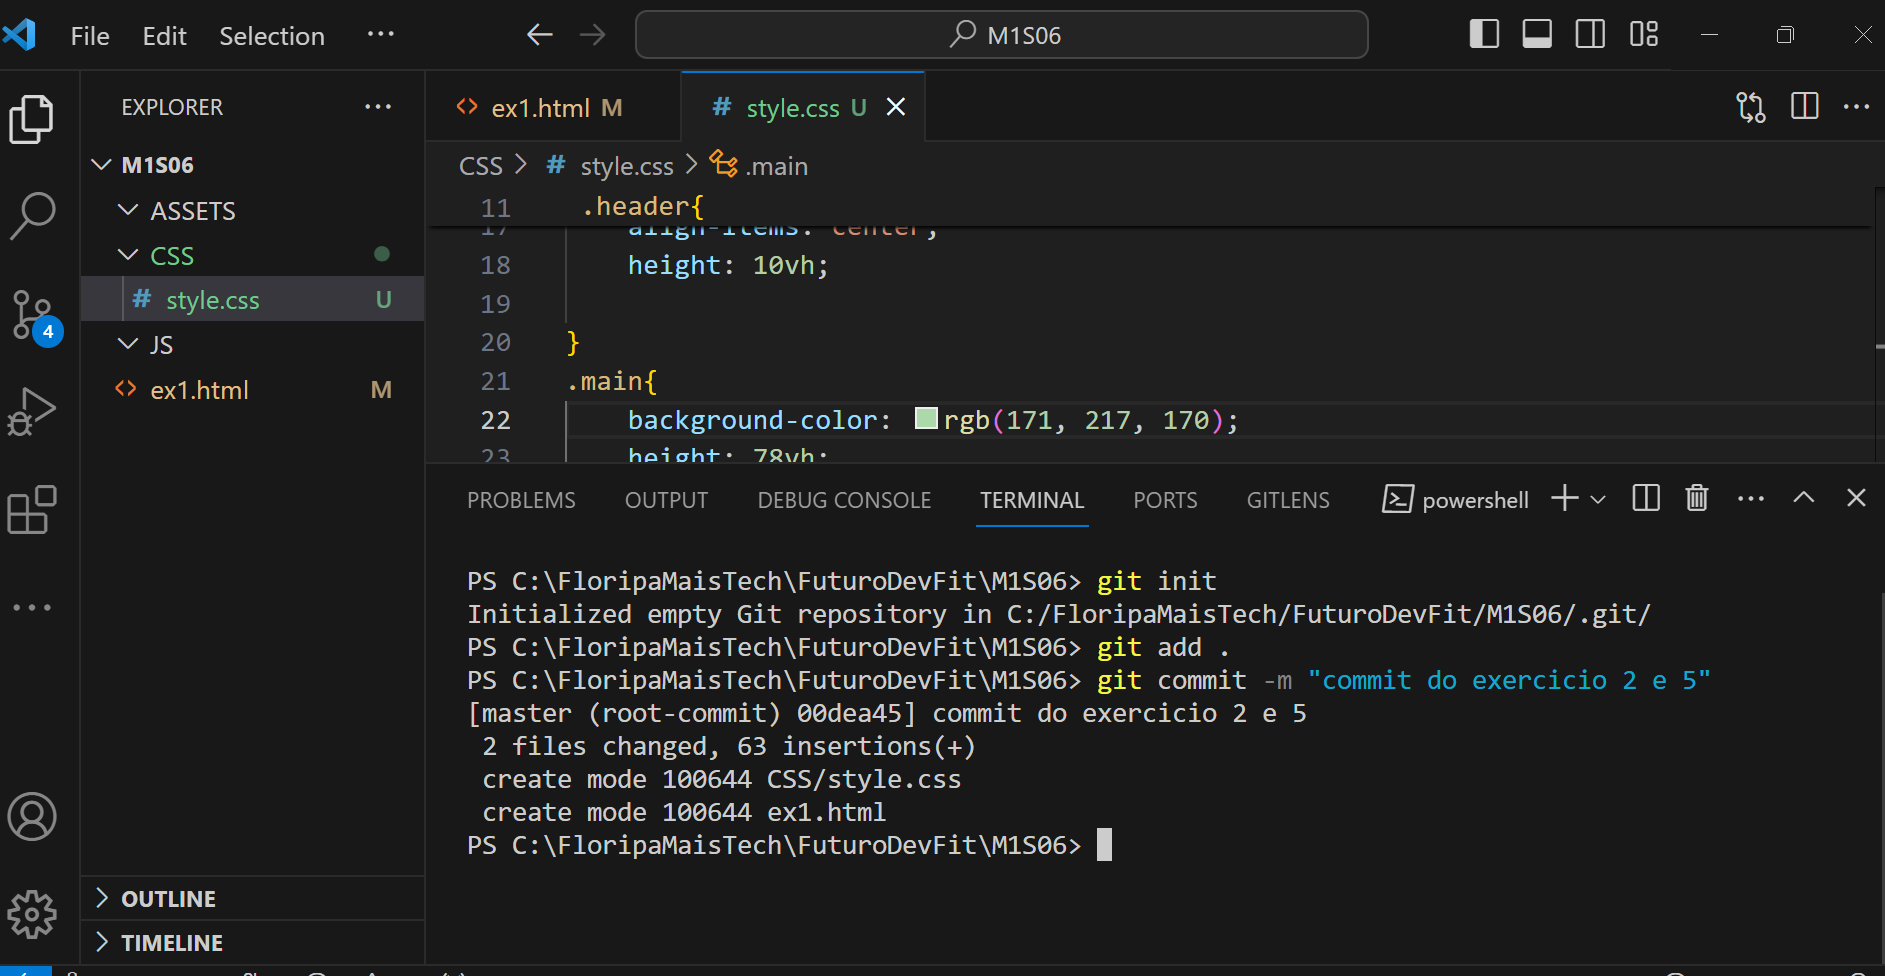 File Edit Selection ··· M1S06
EXPLORER ···
M1S06
ASSETS
CSS
# style.css U
JS
<> ex1.html M
4
OUTLINE
TIMELINE
<> ex1.html M # style.css U
CSS > # style.css > .main
11 .header{
17 align-items: center;
18 height: 10vh;
19
20 }
21 .main{
22 background-color: rgb(171, 217, 170);
23 height: 78vh;
PROBLEMS OUTPUT DEBUG CONSOLE TERMINAL PORTS GITLENS powershell
PS C:\FloripaMaisTech\FuturoDevFit\M1S06> git init
Initialized empty Git repository in C:/FloripaMaisTech/FuturoDevFit/M1S06/.git/
PS C:\FloripaMaisTech\FuturoDevFit\M1S06> git add .
PS C:\FloripaMaisTech\FuturoDevFit\M1S06> git commit -m "commit do exercicio 2 e 5"
[master (root-commit) 00dea45] commit do exercicio 2 e 5
2 files changed, 63 insertions(+)
create mode 100644 CSS/style.css
create mode 100644 ex1.html
PS C:\FloripaMaisTech\FuturoDevFit\M1S06>